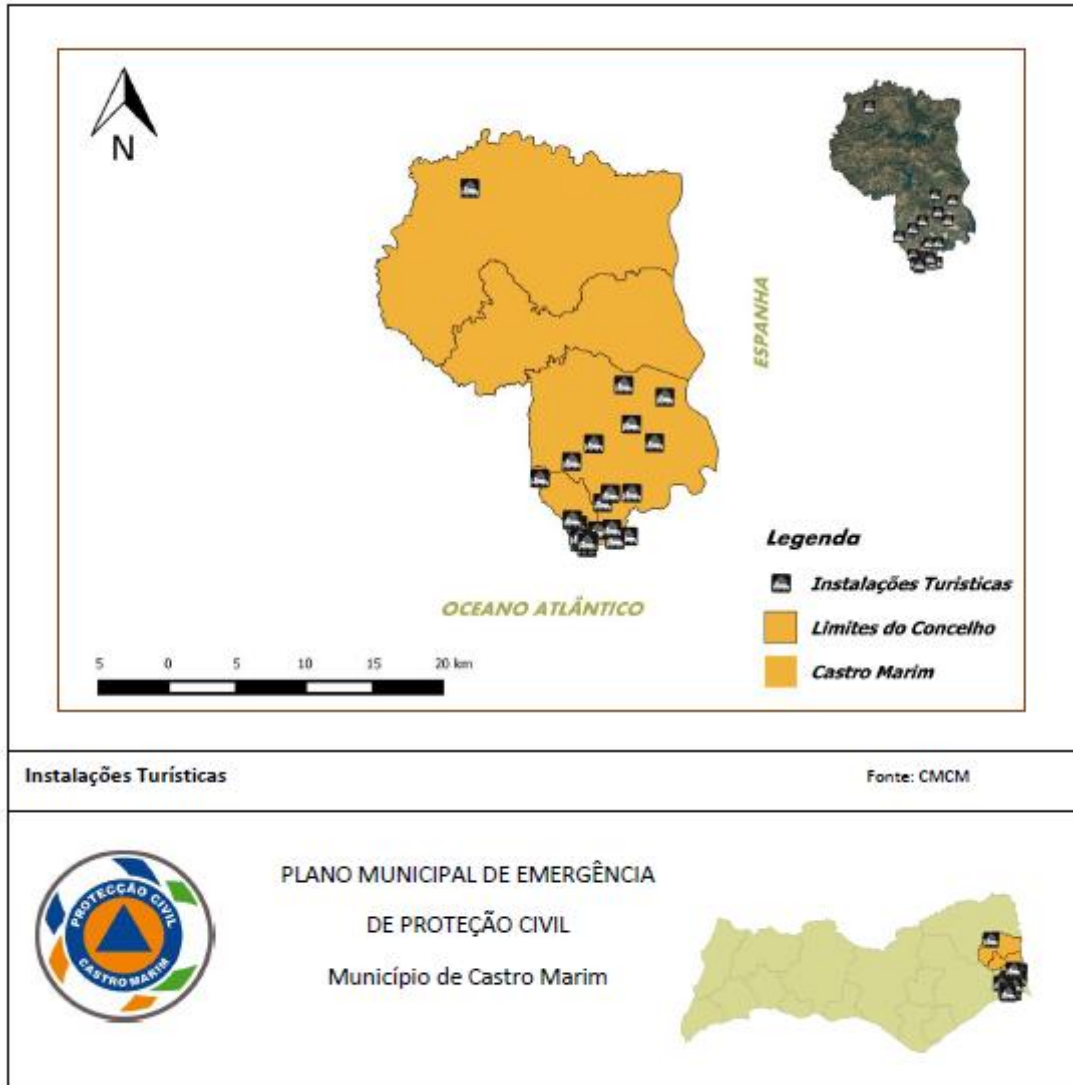 N
ESPANHA
OCEANO ATLÂNTICO
Legenda
Instalações Turisticas
Limites do Concelho
Castro Marim
5 0 5 10 15 20 km
Instalações Turísticas
Fonte: CMCM
PROTECÇÃO CIVIL
CASTRO MARIM
PLANO MUNICIPAL DE EMERGÊNCIA
DE PROTEÇÃO CIVIL
Município de Castro Marim